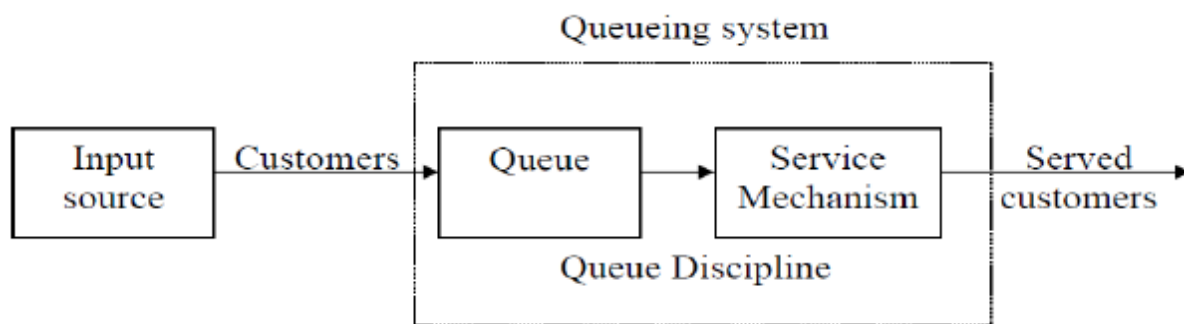 Queueing system
Input
source
Customers
Queue
Service
Mechanism
Served
customers
Queue Discipline